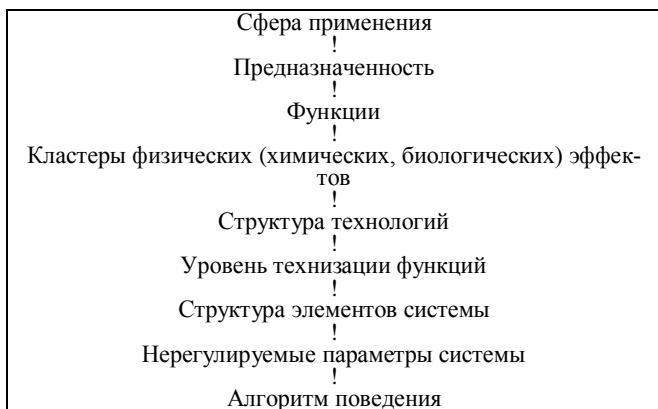 Сфера применения
!
Предназначенность
!
Функции
!
Кластеры физических (химических, биологических) эффек-
тов
!
Структура технологий
!
Уровень технизации функций
!
Структура элементов системы
!
Нерегулируемые параметры системы
!
Алгоритм поведения